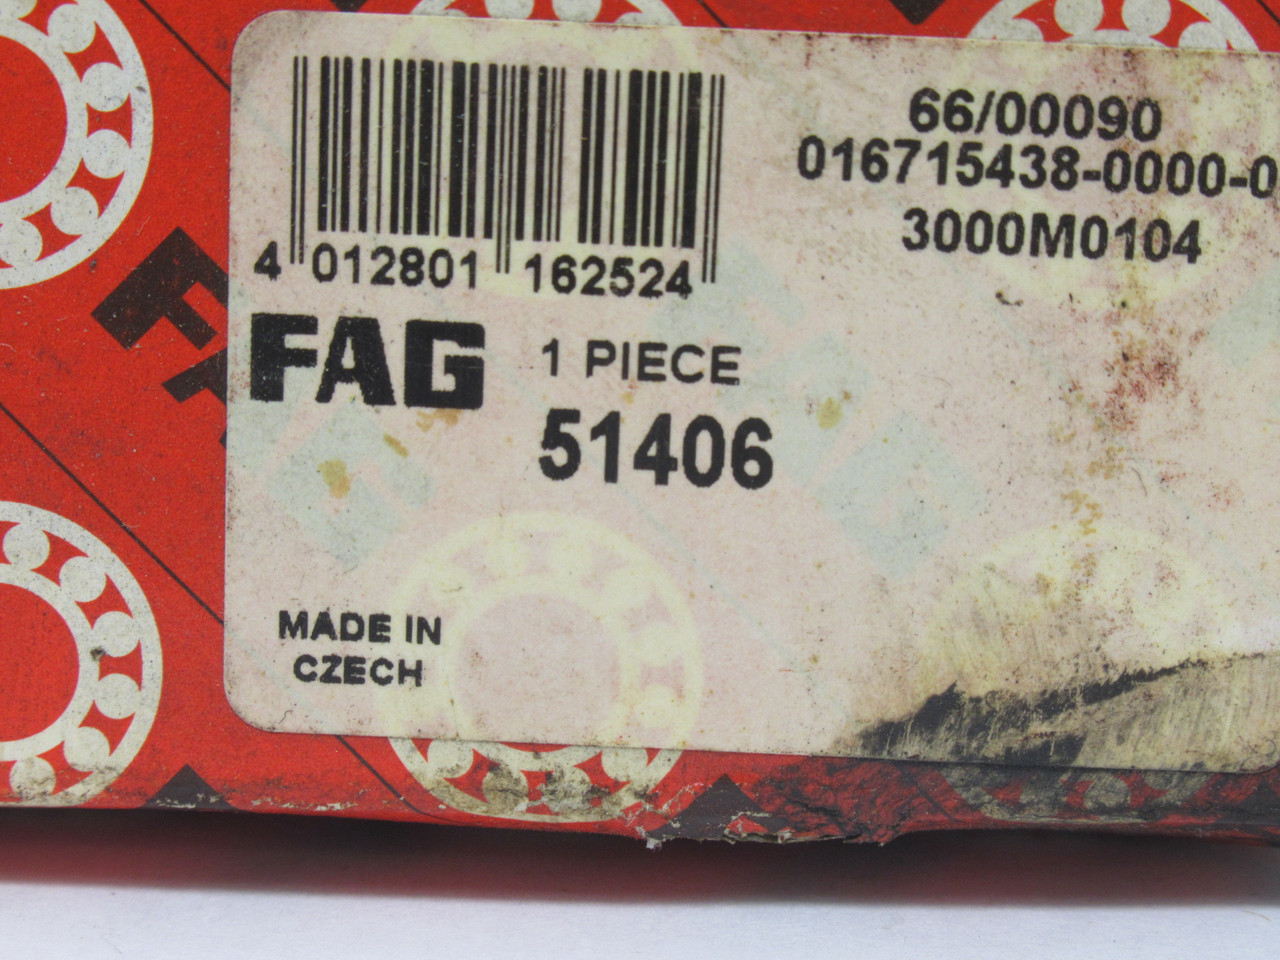 66/00090
016715438-0000-0
3000M0104
4 012801 162524
FAG 1 PIECE
51406
MADE IN
CZECH